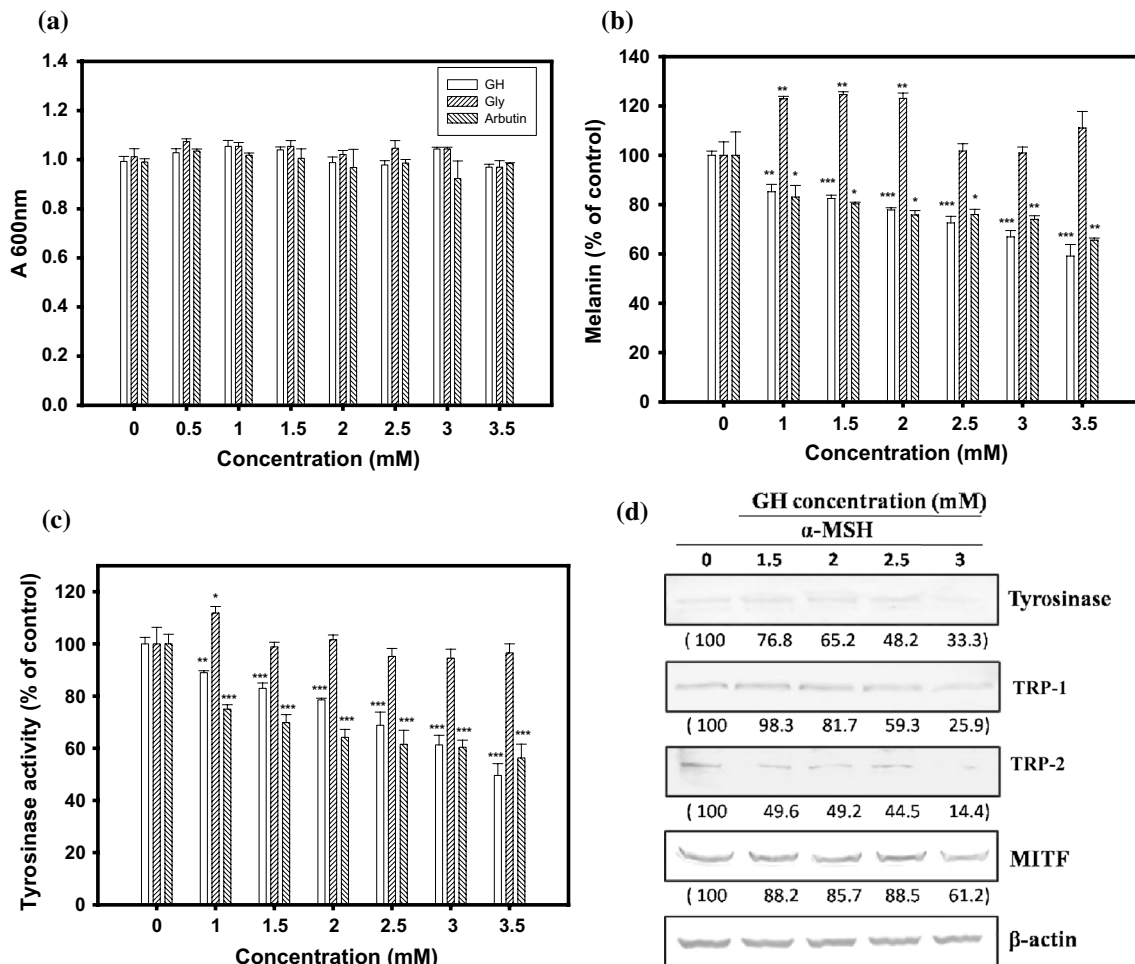 (a)
1.4
1.2
1.0
0.8
0.6
0.4
0.2
0.0
A 600nm
GH
Gly
Arbutin
0 0.5 1 1.5 2 2.5 3 3.5
Concentration (mM)
(b)
140
120
100
80
60
40
20
0
Melanin (% of control)
** ** **
** * *** * *** * *** * *** ** *** **
0 1 1.5 2 2.5 3 3.5
Concentration (mM)
(c)
120
100
80
60
40
20
0
Tyrosinase activity (% of control)
*
** *** *** *** *** *** *** *** *** *** *** ***
0 1 1.5 2 2.5 3 3.5
Concentration (mM)
(d)
GH concentration (mM)
α-MSH
0 1.5 2 2.5 3
Tyrosinase
( 100 76.8 65.2 48.2 33.3)
TRP-1
( 100 98.3 81.7 59.3 25.9)
TRP-2
( 100 49.6 49.2 44.5 14.4)
MITF
( 100 88.2 85.7 88.5 61.2)
β-actin